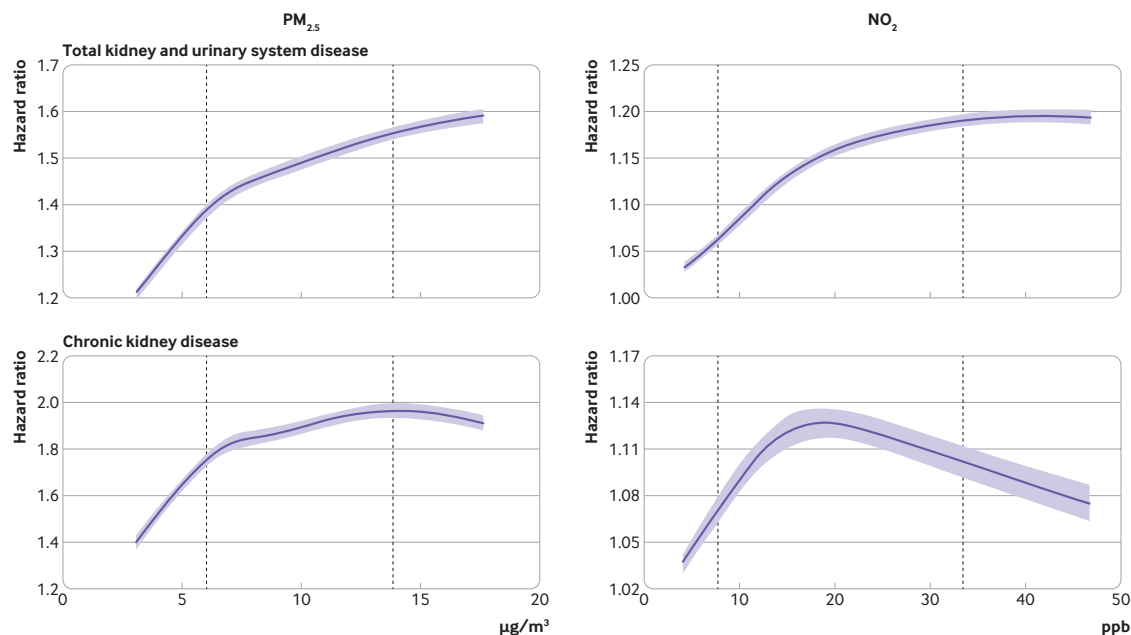 PM2.5
NO2
Total kidney and urinary system disease
Hazard ratio
1.7
1.6
1.5
1.4
1.3
1.2
Hazard ratio
1.25
1.20
1.15
1.10
1.05
1.00
Chronic kidney disease
Hazard ratio
2.2
2.0
1.8
1.6
1.4
1.2
0 5 10 15 20
µg/m³
Hazard ratio
1.17
1.14
1.11
1.08
1.05
1.02
0 10 20 30 40 50
ppb